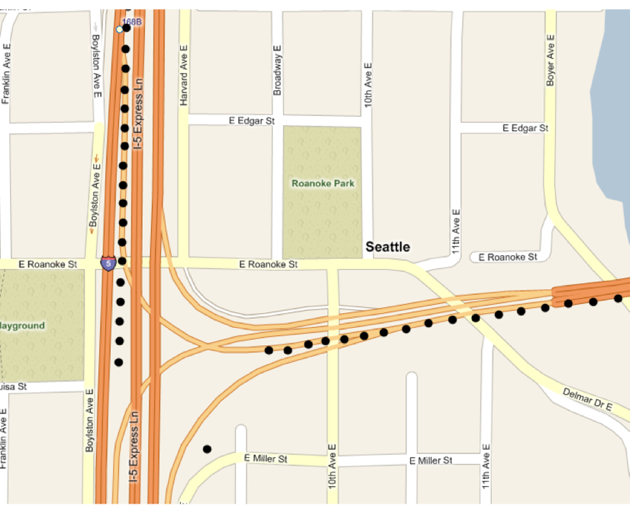 168B
Franklin Ave E
Boylston Ave E
I-5 Express Ln
Harvard Ave E
Broadway E
10th Ave E
Boyer Ave E
E Edgar St
E Edgar St
Boylston Ave E
Roanoke Park
11th Ave E
Seattle
E Roanoke St
5
E Roanoke St
E Roanoke St
layground
uisa St
Delmar Dr E
Franklin Ave E
Boylston Ave E
I-5 Express Ln
E Miller St
10th Ave E
E Miller St
11th Ave E